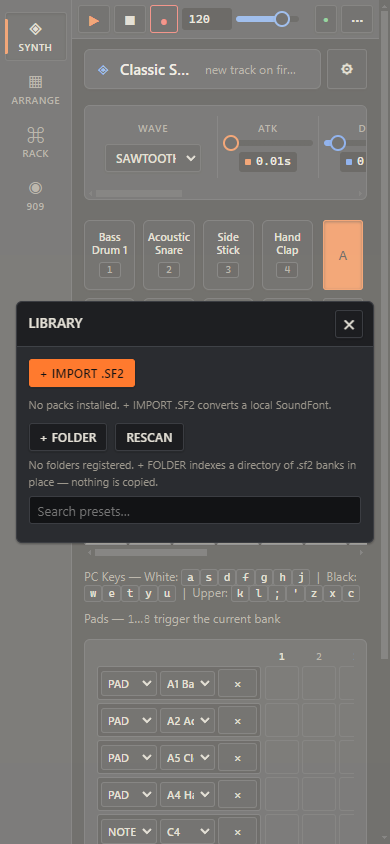 120
SYNTH
ARRANGE
RACK
909
Classic S... new track on fir...
WAVE ATK D
SAWTOOTH 0.01s 0
Bass Drum 1
1
Acoustic Snare
2
Side Stick
3
Hand Clap
4
A
LIBRARY
+ IMPORT .SF2
No packs installed. + IMPORT .SF2 converts a local SoundFont.
+ FOLDER RESCAN
No folders registered. + FOLDER indexes a directory of .sf2 banks in
place — nothing is copied.
Search presets...
PC Keys — White: a s d f g h j | Black:
w e t y u | Upper: k l ; ' z x c
Pads — 1…8 trigger the current bank
1 2
PAD A1 Ba ×
PAD A2 Ac ×
PAD A5 Cl ×
PAD A4 Ha ×
NOTE C4 ×